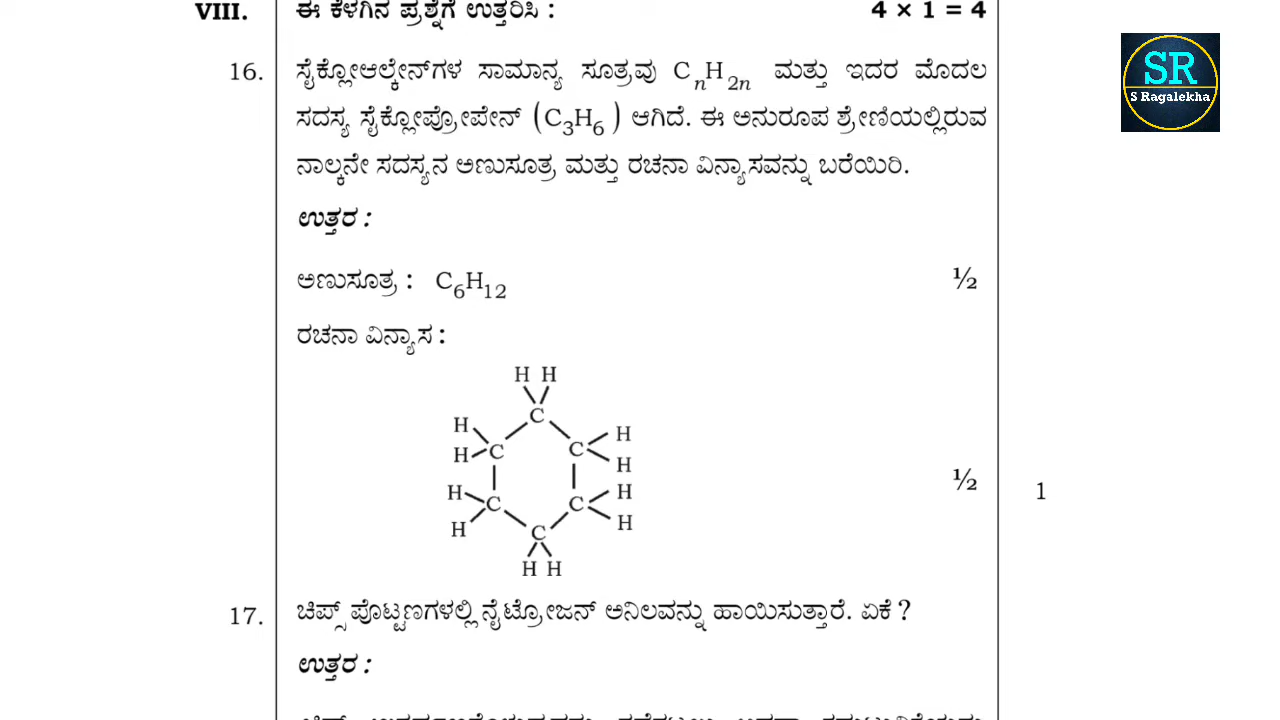 VIII. ಈ ಕೆಳಗಿನ ಪ್ರಶ್ನೆಗೆ ಉತ್ತರಿಸಿ : 4 × 1 = 4
SR
S Ragalekha
16. ಸೈಕ್ಲೋಆಲ್ಕೇನ್‌ಗಳ ಸಾಮಾನ್ಯ ಸೂತ್ರವು CnH2n ಮತ್ತು ಇದರ ಮೊದಲ
ಸದಸ್ಯ ಸೈಕ್ಲೋಪ್ರೋಪೇನ್ (C3H6) ಆಗಿದೆ. ಈ ಅನುರೂಪ ಶ್ರೇಣಿಯಲ್ಲಿರುವ
ನಾಲ್ಕನೇ ಸದಸ್ಯನ ಅಣುಸೂತ್ರ ಮತ್ತು ರಚನಾ ವಿನ್ಯಾಸವನ್ನು ಬರೆಯಿರಿ.
ಉತ್ತರ :
ಅಣುಸೂತ್ರ : C6H12 ½
ರಚನಾ ವಿನ್ಯಾಸ :
H H
C
H H
C C
H H
½ 1
H H
C C
H H
C
H H
17. ಚಿಪ್ಸ್ ಪೊಟ್ಟಣಗಳಲ್ಲಿ ನೈಟ್ರೋಜನ್ ಅನಿಲವನ್ನು ಹಾಯಿಸುತ್ತಾರೆ. ಏಕೆ ?
ಉತ್ತರ :